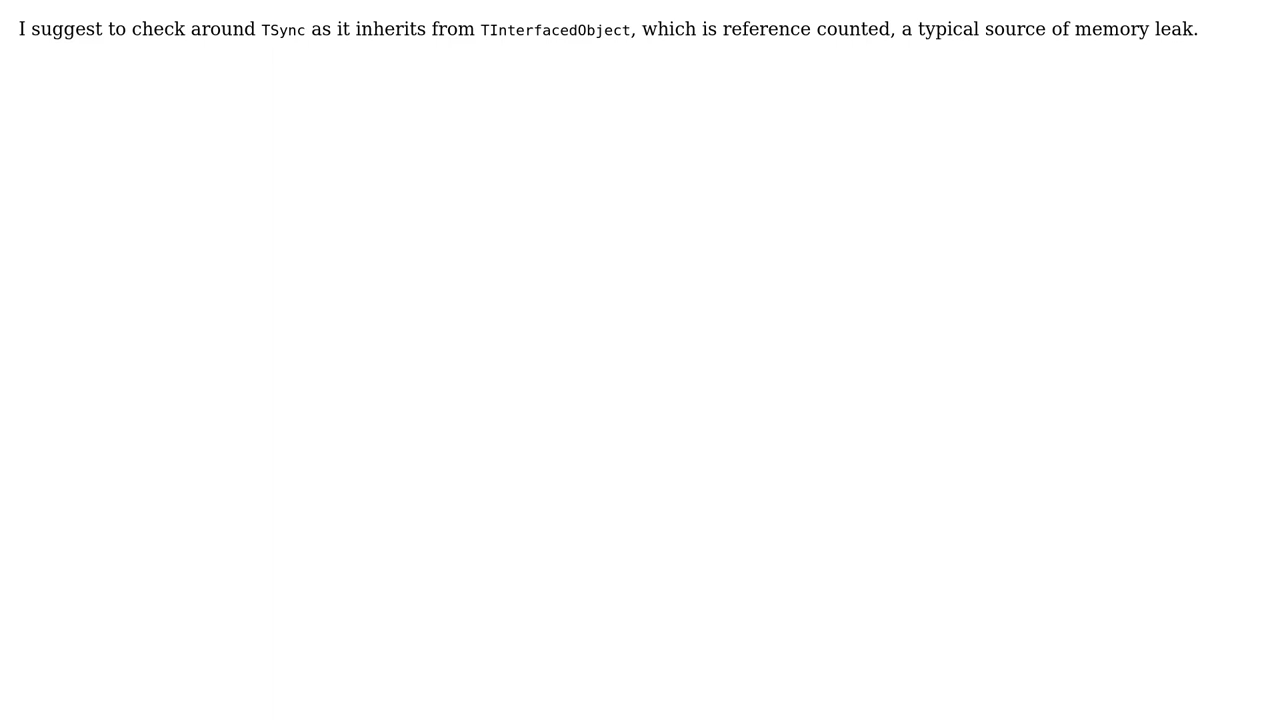 I suggest to check around TSync as it inherits from TInterfacedObject, which is reference counted, a typical source of memory leak.